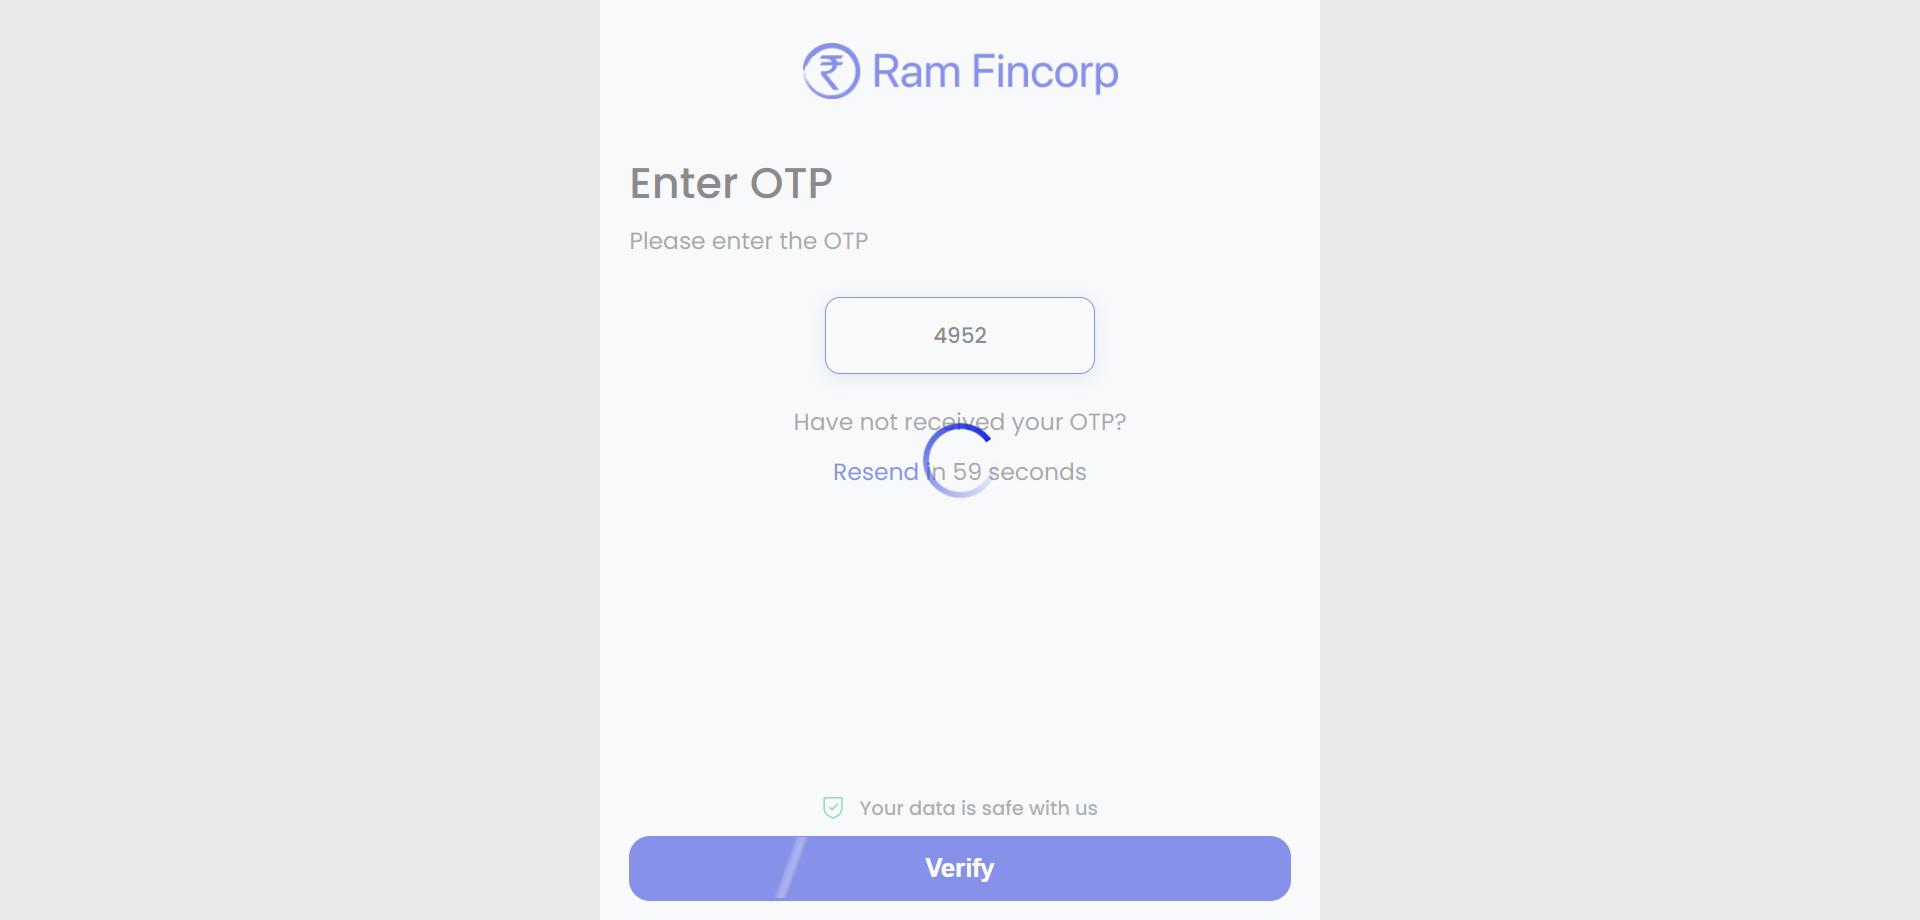 ₹ Ram Fincorp
Enter OTP
Please enter the OTP
4952
Have not received your OTP?
Resend in 59 seconds
Your data is safe with us
Verify